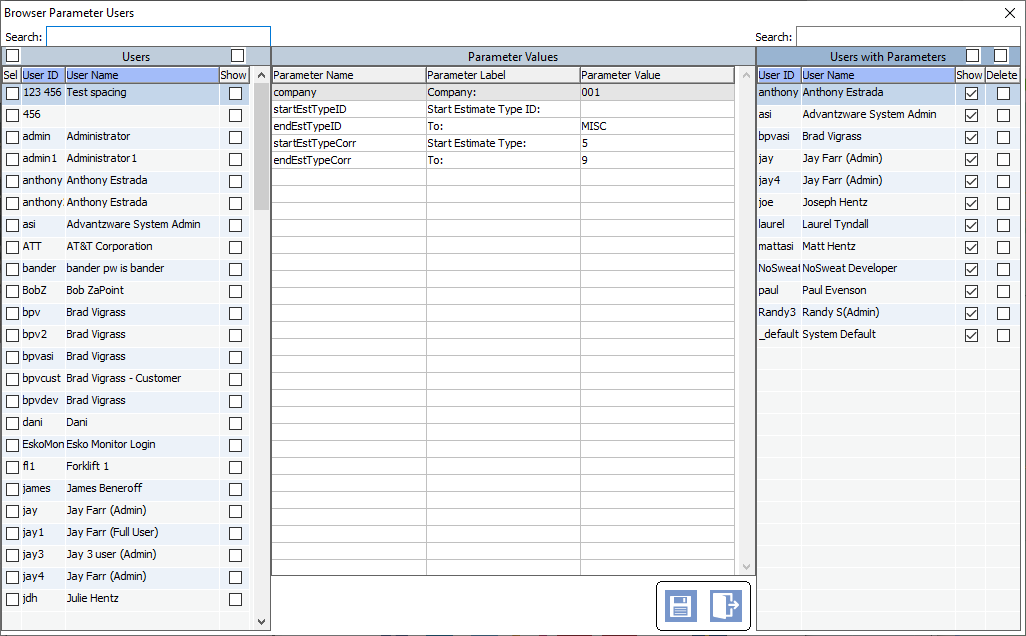 Browser Parameter Users
Search:
Search:
Users
Parameter Values
Users with Parameters
Sel User ID User Name Show
Parameter Name Parameter Label Parameter Value
User ID User Name Show Delete
123 456 Test spacing
456
admin Administrator
admin1 Administrator1
anthony Anthony Estrada
anthony Anthony Estrada
asi Advantzware System Admin
ATT AT&T Corporation
bander bander pw is bander
BobZ Bob ZaPoint
bpv Brad Vigrass
bpv2 Brad Vigrass
bpvasi Brad Vigrass
bpvcust Brad Vigrass - Customer
bpvdev Brad Vigrass
dani Dani
EskoMon Esko Monitor Login
fl1 Forklift 1
james James Beneroff
jay Jay Farr (Admin)
jay1 Jay Farr (Full User)
jay3 Jay 3 user (Admin)
jay4 Jay Farr (Admin)
jdh Julie Hentz
company Company: 001
startEstTypeID Start Estimate Type ID:
endEstTypeID To: MISC
startEstTypeCorr Start Estimate Type: 5
endEstTypeCorr To: 9
anthony Anthony Estrada
asi Advantzware System Admin
bpvasi Brad Vigrass
jay Jay Farr (Admin)
jay4 Jay Farr (Admin)
joe Joseph Hentz
laurel Laurel Tyndall
mattasi Matt Hentz
NoSweat NoSweat Developer
paul Paul Evenson
Randy3 Randy S(Admin)
_default System Default